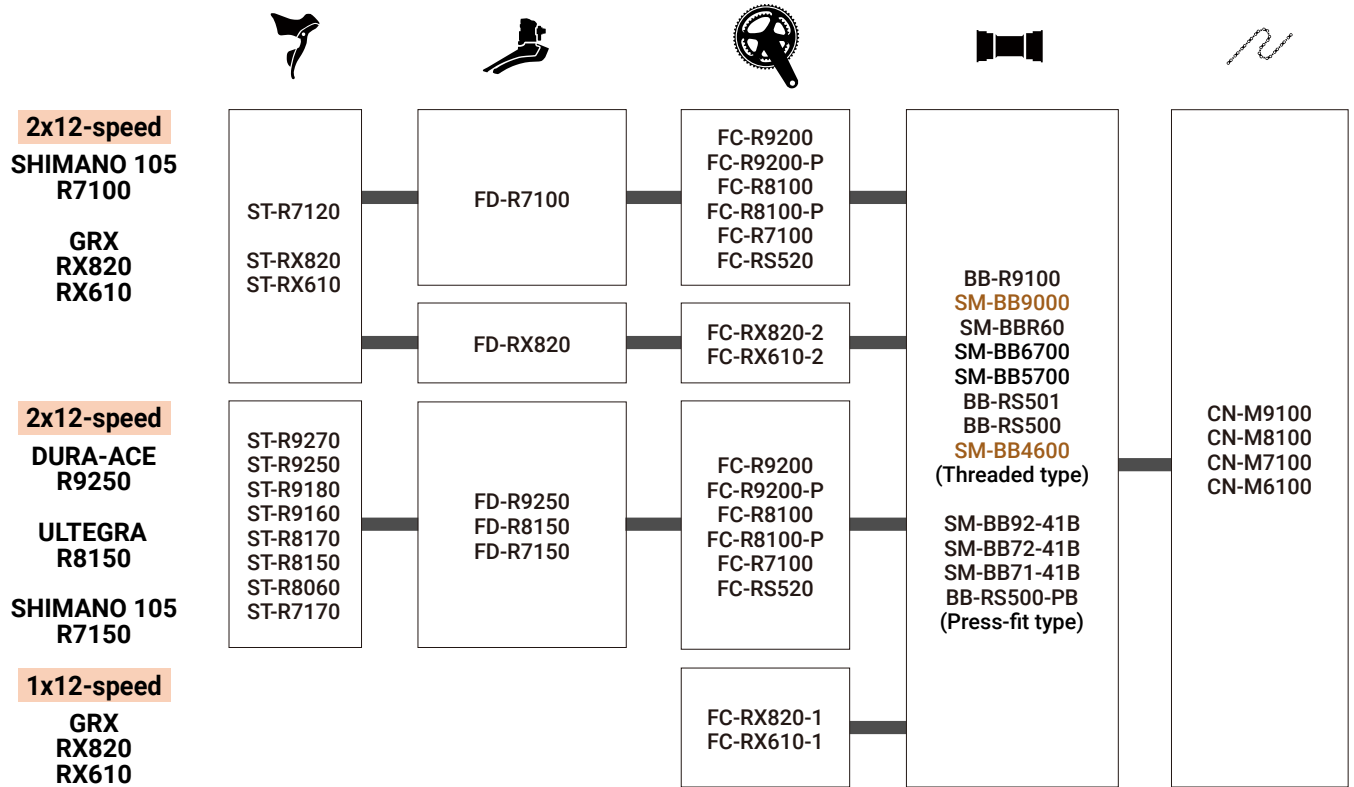 2x12-speed
SHIMANO 105
R7100
GRX
RX820
RX610
ST-R7120
ST-RX820
ST-RX610
FD-R7100
FC-R9200
FC-R9200-P
FC-R8100
FC-R8100-P
FC-R7100
FC-RS520
FD-RX820
FC-RX820-2
FC-RX610-2
2x12-speed
DURA-ACE
R9250
ULTEGRA
R8150
SHIMANO 105
R7150
ST-R9270
ST-R9250
ST-R9180
ST-R9160
ST-R8170
ST-R8150
ST-R8060
ST-R7170
FD-R9250
FD-R8150
FD-R7150
FC-R9200
FC-R9200-P
FC-R8100
FC-R8100-P
FC-R7100
FC-RS520
1x12-speed
GRX
RX820
RX610
FC-RX820-1
FC-RX610-1
BB-R9100
SM-BB9000
SM-BBR60
SM-BB6700
SM-BB5700
BB-RS501
BB-RS500
SM-BB4600
(Threaded type)
SM-BB92-41B
SM-BB72-41B
SM-BB71-41B
BB-RS500-PB
(Press-fit type)
CN-M9100
CN-M8100
CN-M7100
CN-M6100